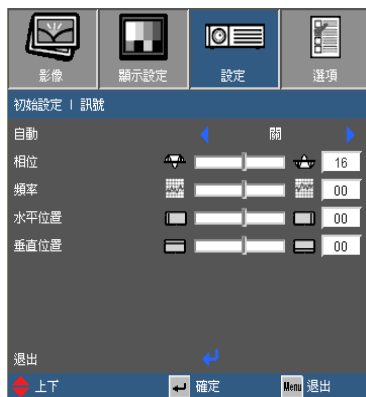 影像 顯示設定 設定 選項
初始設定 | 訊號
自動 關
相位 16
頻率 00
水平位置 00
垂直位置 00
退出
上下 確定 Menu 退出